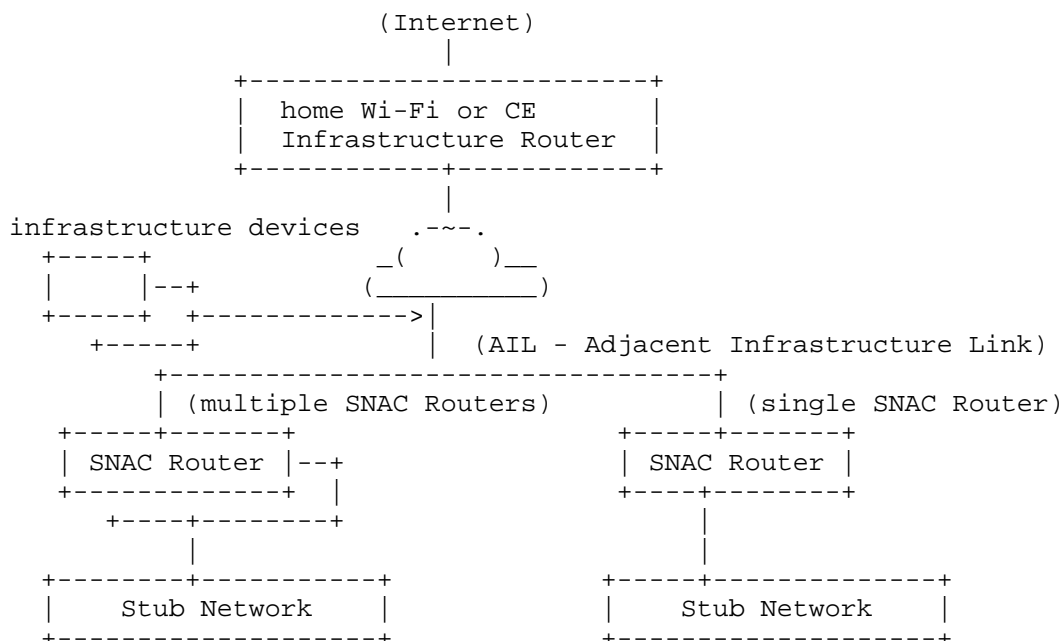 (Internet)
home Wi-Fi or CE
Infrastructure Router
infrastructure devices
(AIL - Adjacent Infrastructure Link)
(multiple SNAC Routers) (single SNAC Router)
SNAC Router SNAC Router
Stub Network Stub Network